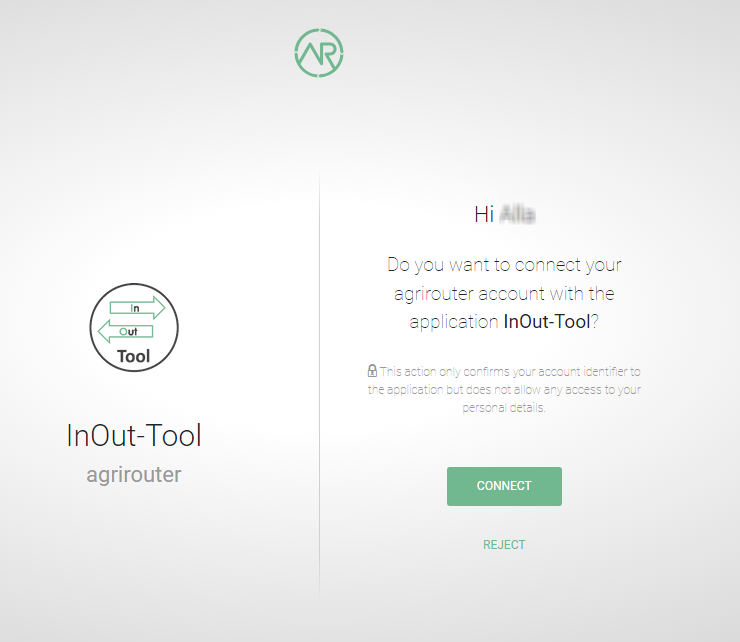 AR
In
Out
Tool
InOut-Tool
agrirouter
Hi
Do you want to connect your
agrirouter account with the
application InOut-Tool?
This action only confirms your account identifier to
the application but does not allow any access to your
personal details.
CONNECT
REJECT